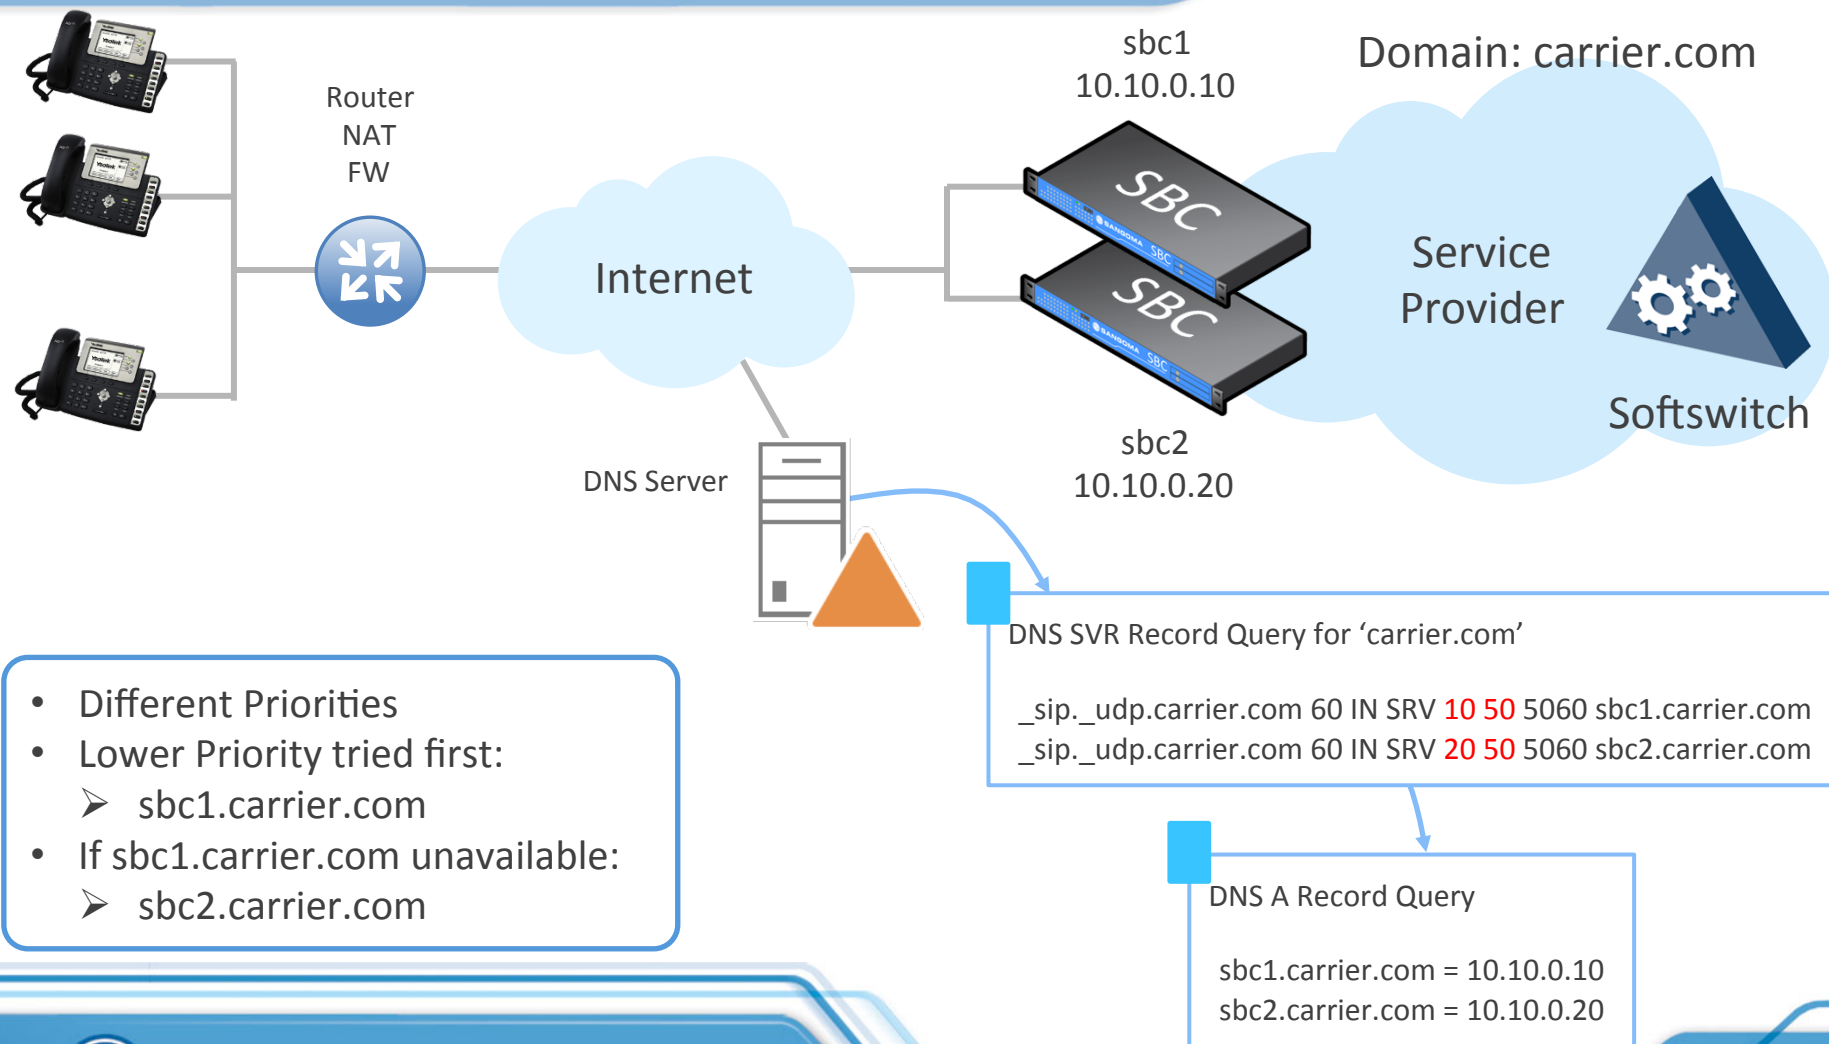 sbc1
10.10.0.10
Domain: carrier.com
Router
NAT
FW
SBC
SANGOMA SBC
SBC
SANGOMA SBC
Internet
Service
Provider
Softswitch
sbc2
10.10.0.20
DNS Server
DNS SVR Record Query for ‘carrier.com’
_sip._udp.carrier.com 60 IN SRV 10 50 5060 sbc1.carrier.com
_sip._udp.carrier.com 60 IN SRV 20 50 5060 sbc2.carrier.com
• Different Priorities
• Lower Priority tried first:
➢ sbc1.carrier.com
• If sbc1.carrier.com unavailable:
➢ sbc2.carrier.com
DNS A Record Query
sbc1.carrier.com = 10.10.0.10
sbc2.carrier.com = 10.10.0.20